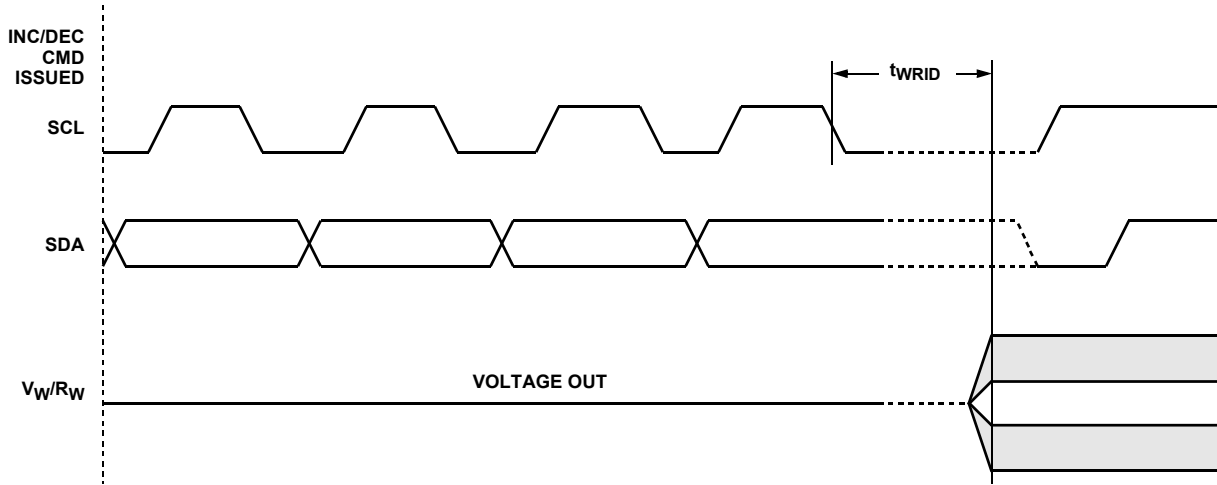 INC/DEC
CMD
ISSUED
tWRID
SCL
SDA
VOLTAGE OUT
VW/RW